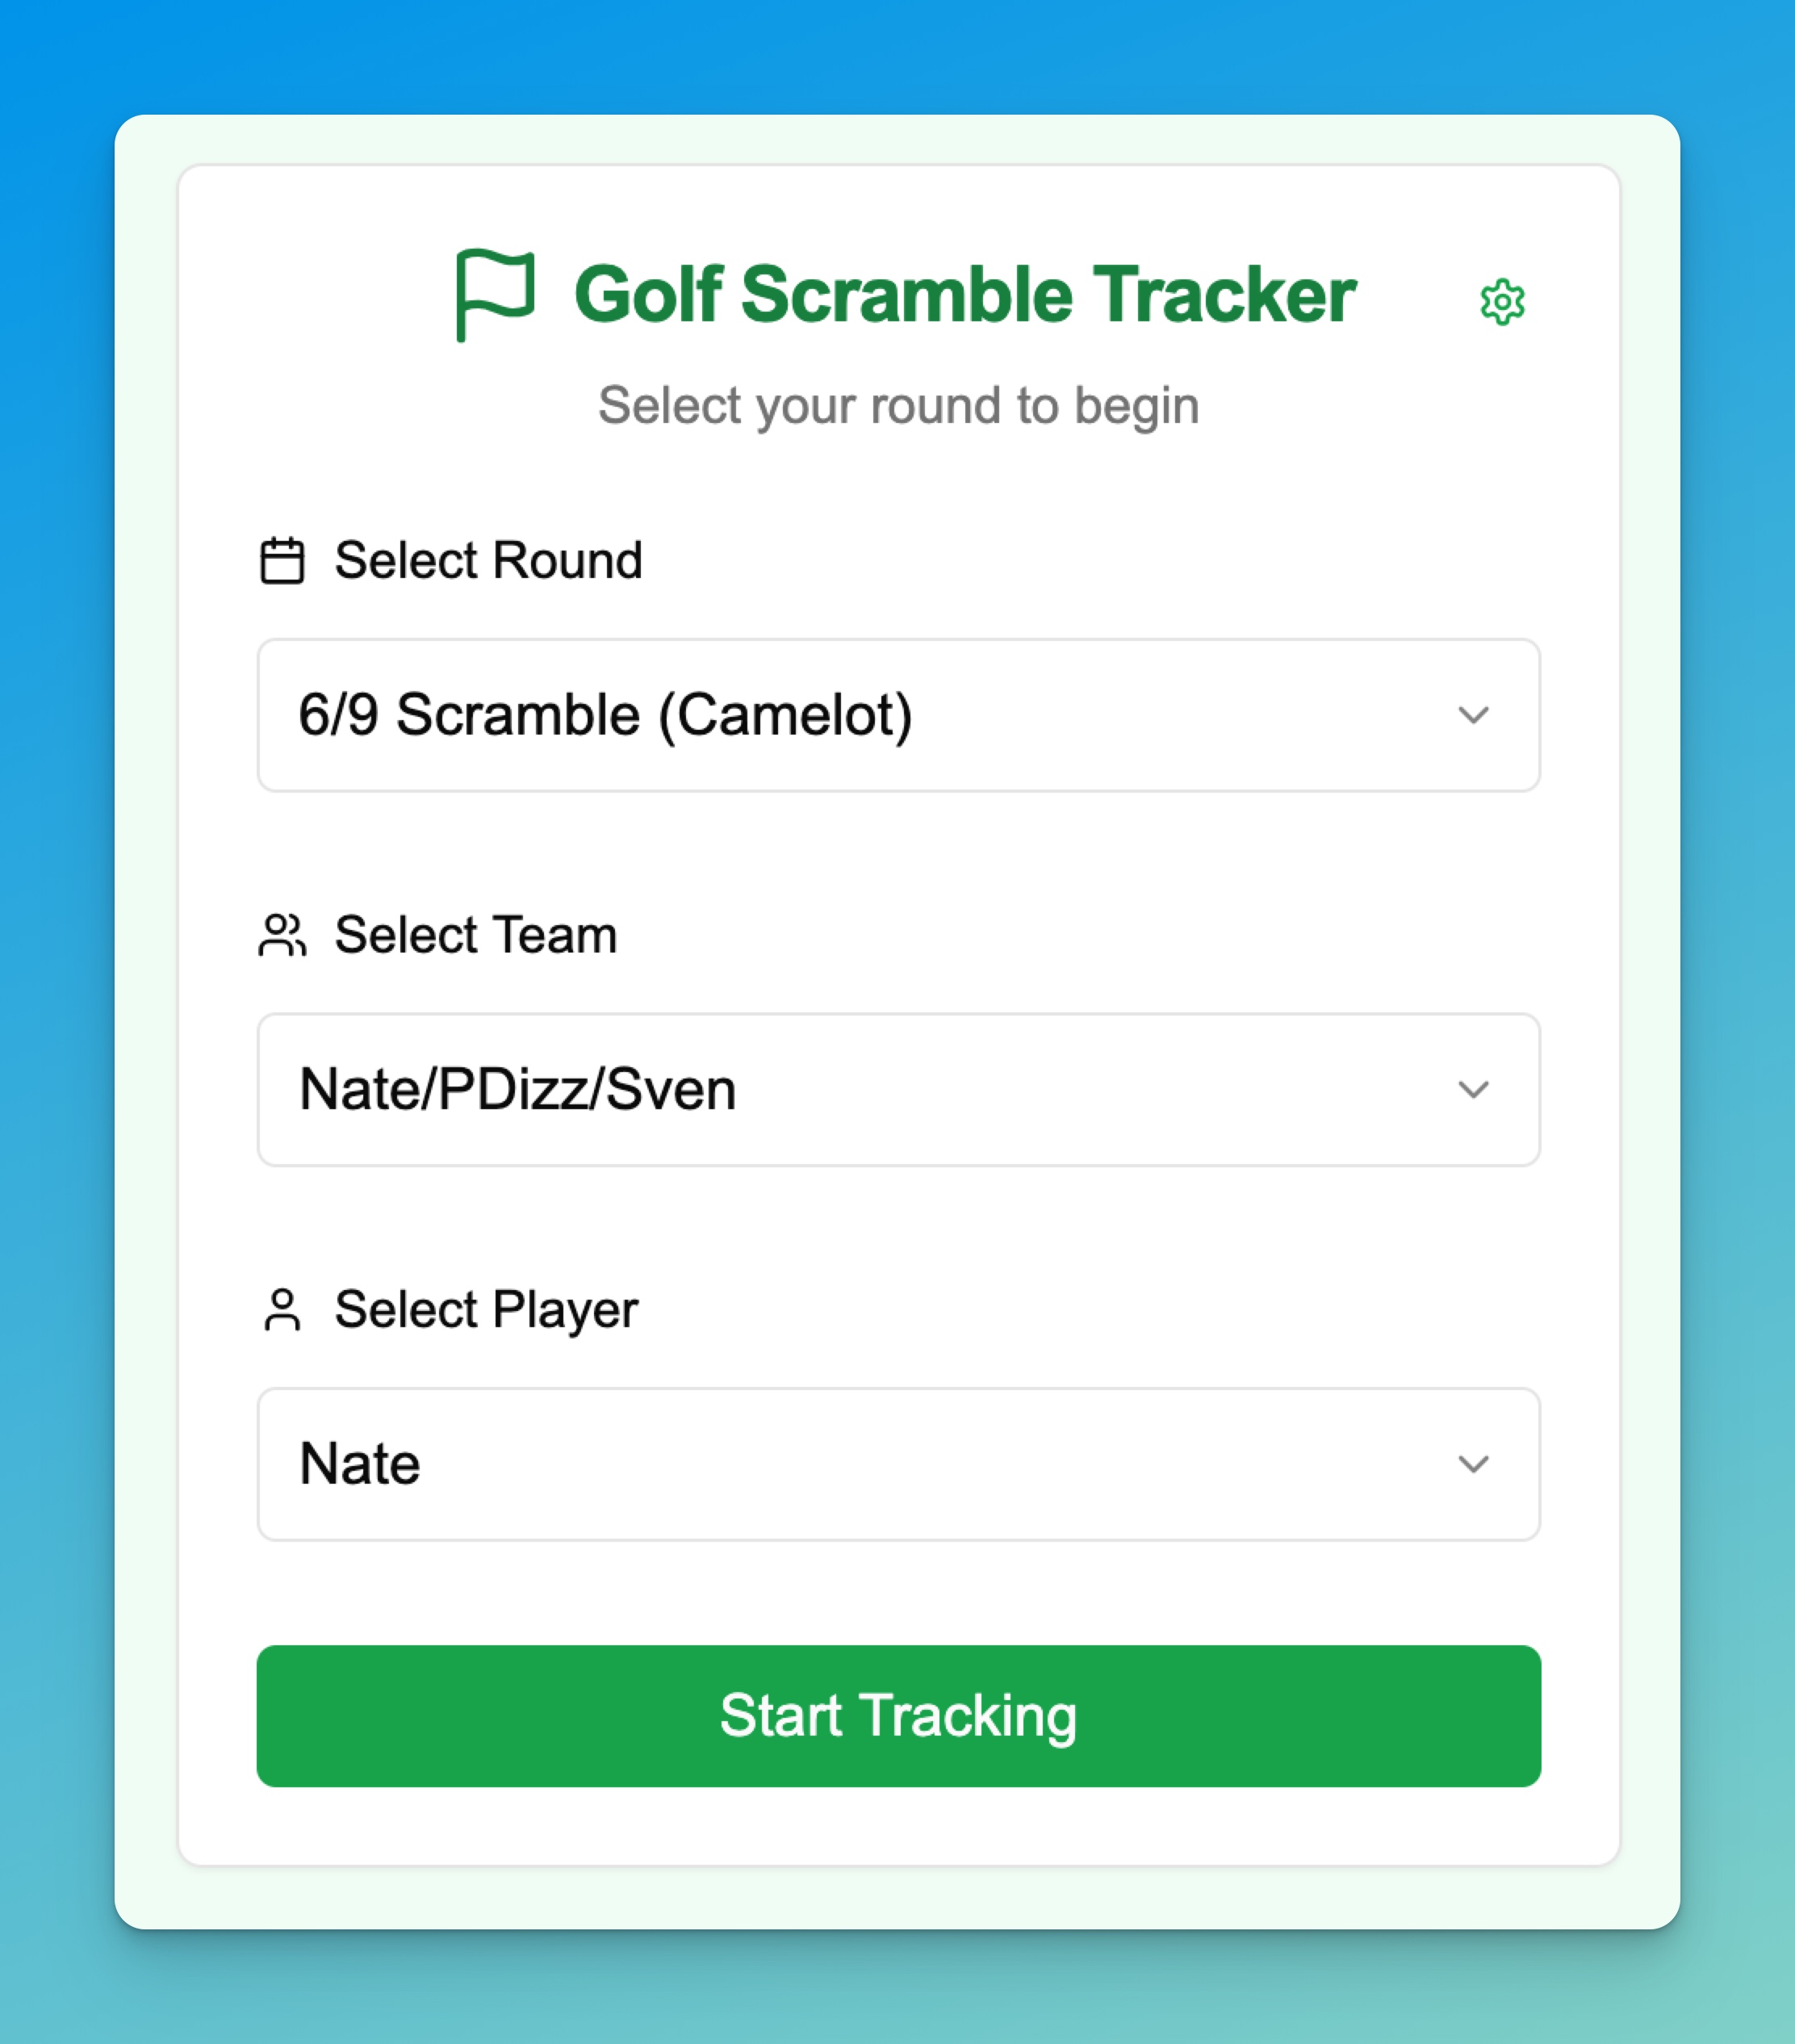 Golf Scramble Tracker
Select your round to begin
Select Round
6/9 Scramble (Camelot)
Select Team
Nate/PDizz/Sven
Select Player
Nate
Start Tracking